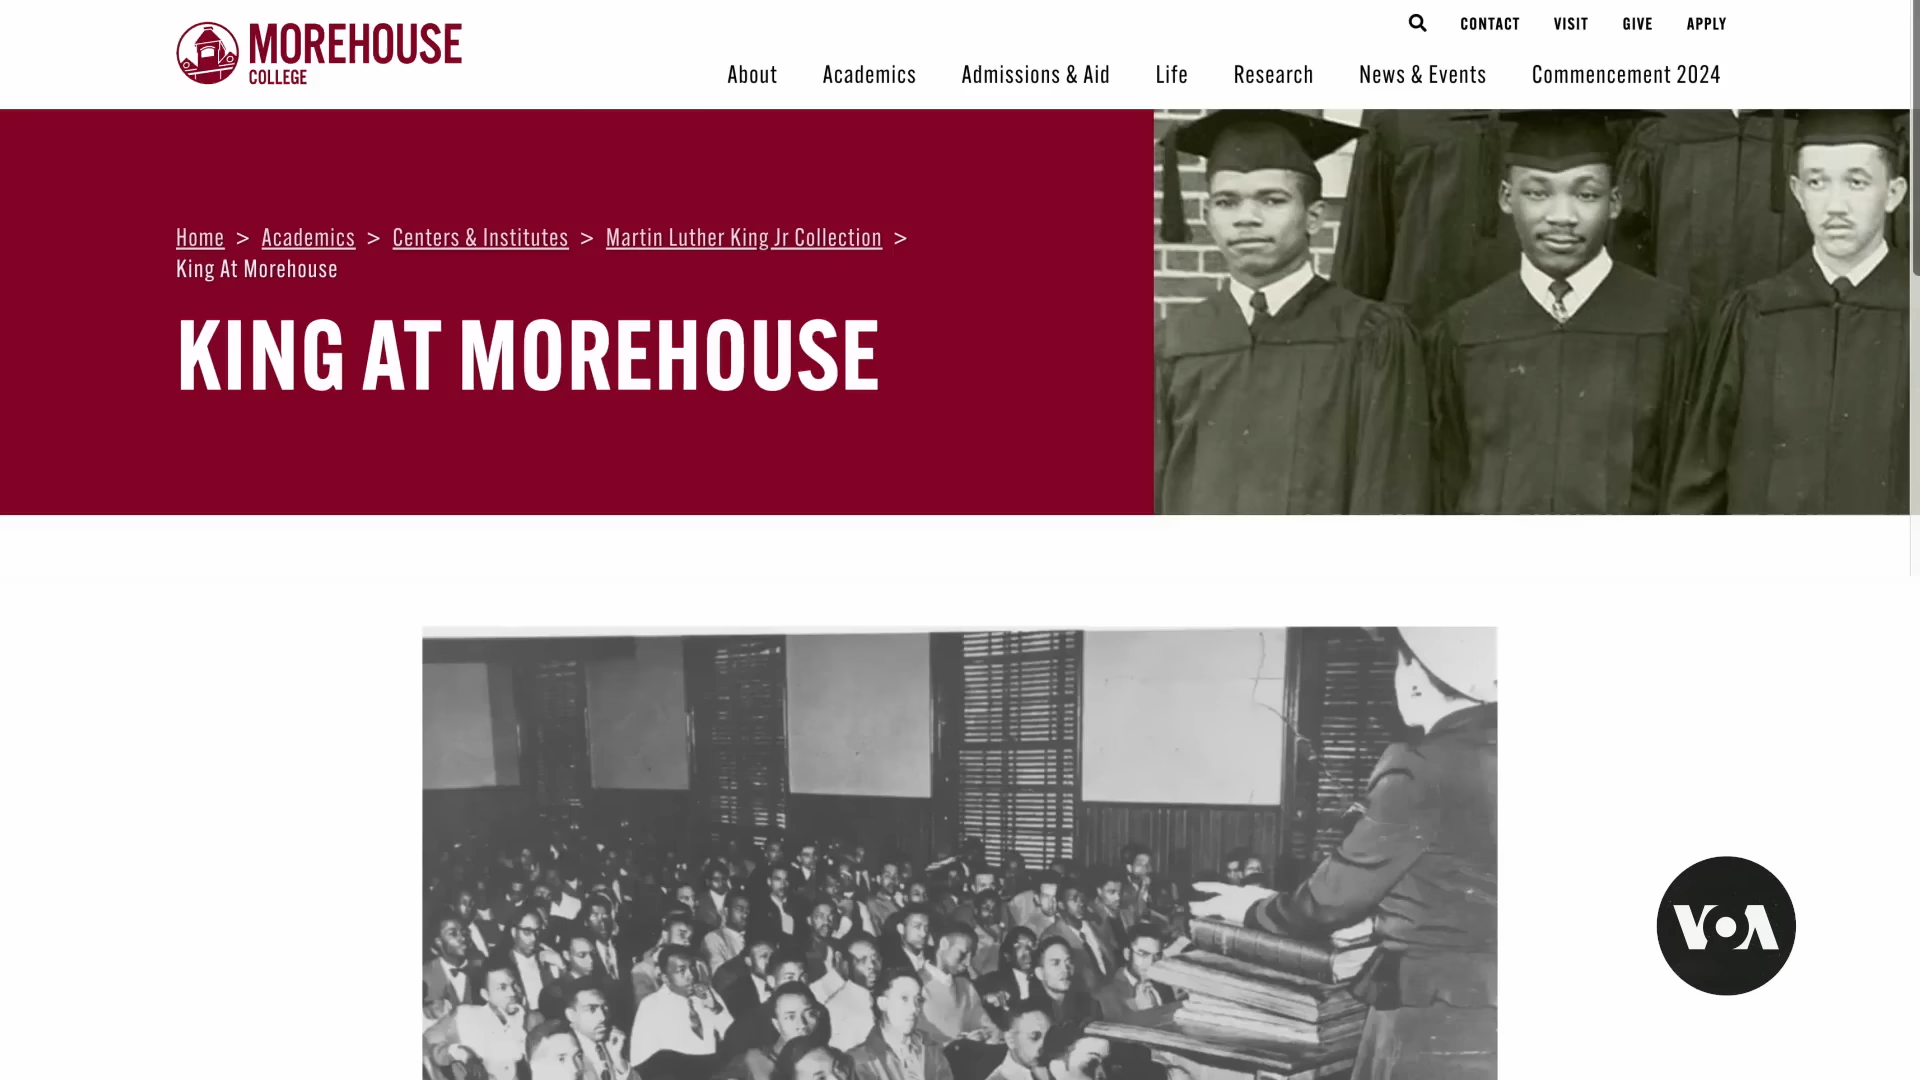 MOREHOUSE
COLLEGE
CONTACT VISIT GIVE APPLY
About Academics Admissions & Aid Life Research News & Events Commencement 2024
Home > Academics > Centers & Institutes > Martin Luther King Jr Collection >
King At Morehouse
KING AT MOREHOUSE
VOA